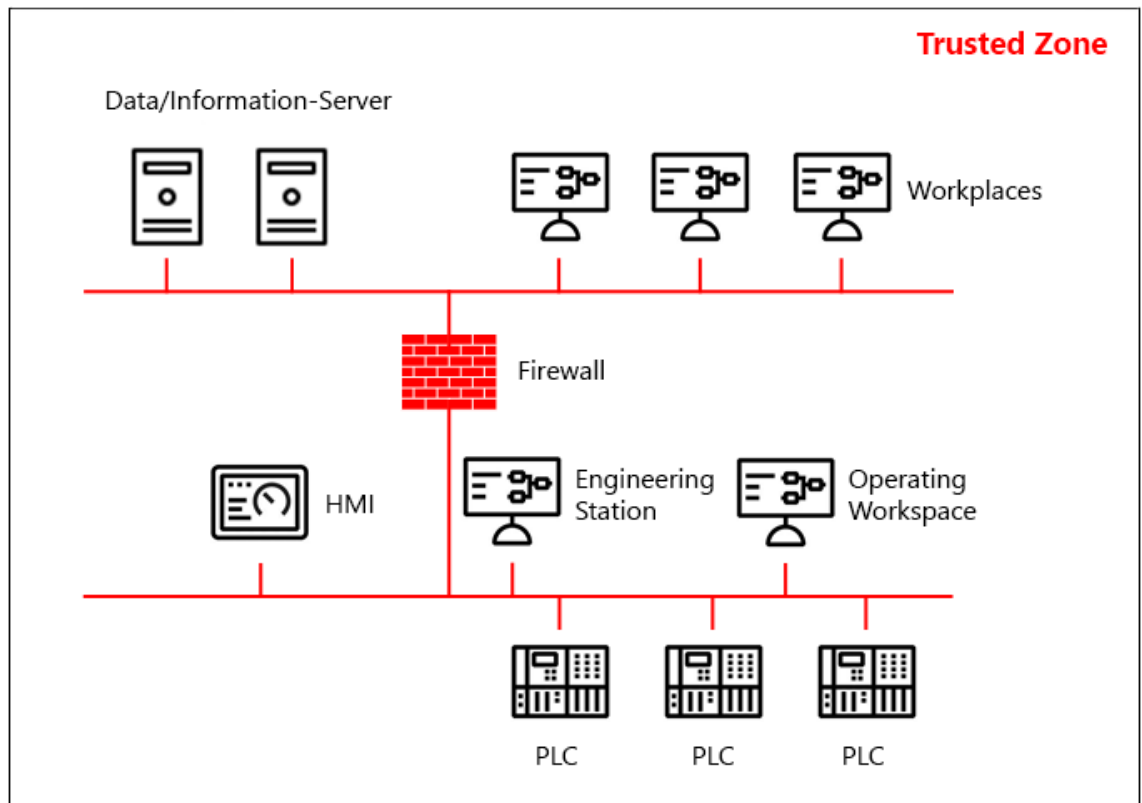 Trusted Zone
Data/Information-Server
Workplaces
Firewall
HMI
Engineering
Station
Operating
Workspace
PLC
PLC
PLC